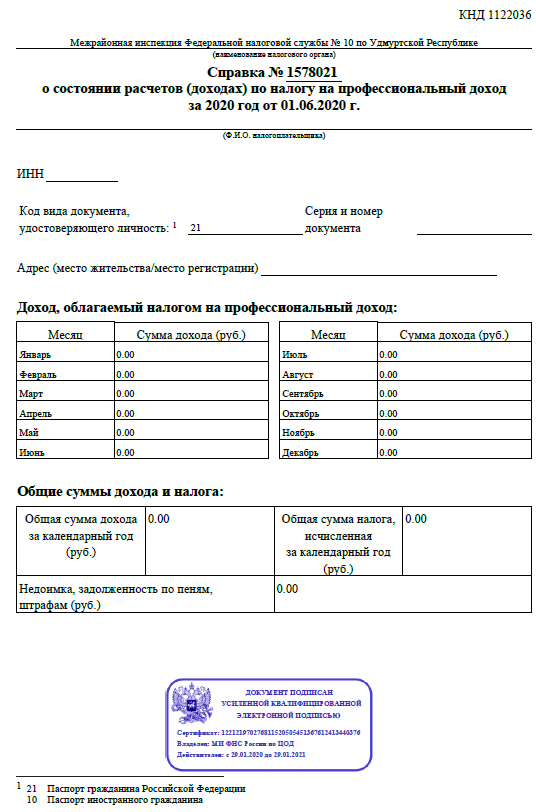 КНД 1122036
Межрайонная инспекция Федеральной налоговой службы № 10 по Удмуртской Республике
(наименование налогового органа)
Справка № 1578021
о состоянии расчетов (доходах) по налогу на профессиональный доход
за 2020 год от 01.06.2020 г.
(Ф.И.О. налогоплательщика)
ИНН
Код вида документа,
удостоверяющего личность: 1 21
Серия и номер
документа
Адрес (место жительства/место регистрации)
Доход, облагаемый налогом на профессиональный доход:
Месяц Сумма дохода (руб.) Месяц Сумма дохода (руб.)
Январь 0.00 Июль 0.00
Февраль 0.00 Август 0.00
Март 0.00 Сентябрь 0.00
Апрель 0.00 Октябрь 0.00
Май 0.00 Ноябрь 0.00
Июнь 0.00 Декабрь 0.00
Общие суммы дохода и налога:
Общая сумма дохода
за календарный год
(руб.)
0.00
Общая сумма налога,
исчисленная
за календарный год
(руб.)
0.00
Недоимка, задолженность по пеням,
штрафам (руб.)
0.00
ДОКУМЕНТ ПОДПИСАН
УСИЛЕННОЙ КВАЛИФИЦИРОВАННОЙ
ЭЛЕКТРОННОЙ ПОДПИСЬЮ)
Сертификат:
Владелец: МИ ФНС России по ЦОД
Действителен: с 29.01.2020 до 29.01.2021
1 21 Паспорт гражданина Российской Федерации
10 Паспорт иностранного гражданина